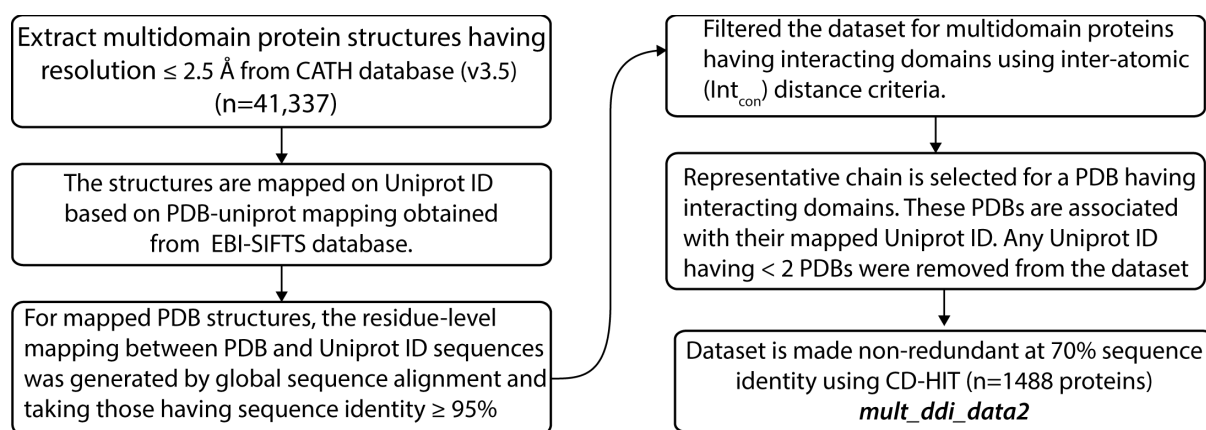 Extract multidomain protein structures having
resolution ≤ 2.5 Å from CATH database (v3.5)
(n=41,337)
The structures are mapped on Uniprot ID
based on PDB-uniprot mapping obtained
from EBI-SIFTS database.
For mapped PDB structures, the residue-level
mapping between PDB and Uniprot ID sequences
was generated by global sequence alignment and
taking those having sequence identity ≥ 95%
Filtered the dataset for multidomain proteins
having interacting domains using inter-atomic
(Int_con) distance criteria.
Representative chain is selected for a PDB having
interacting domains. These PDBs are associated
with their mapped Uniprot ID. Any Uniprot ID
having < 2 PDBs were removed from the dataset
Dataset is made non-redundant at 70% sequence
identity using CD-HIT (n=1488 proteins)
mult_ddi_data2